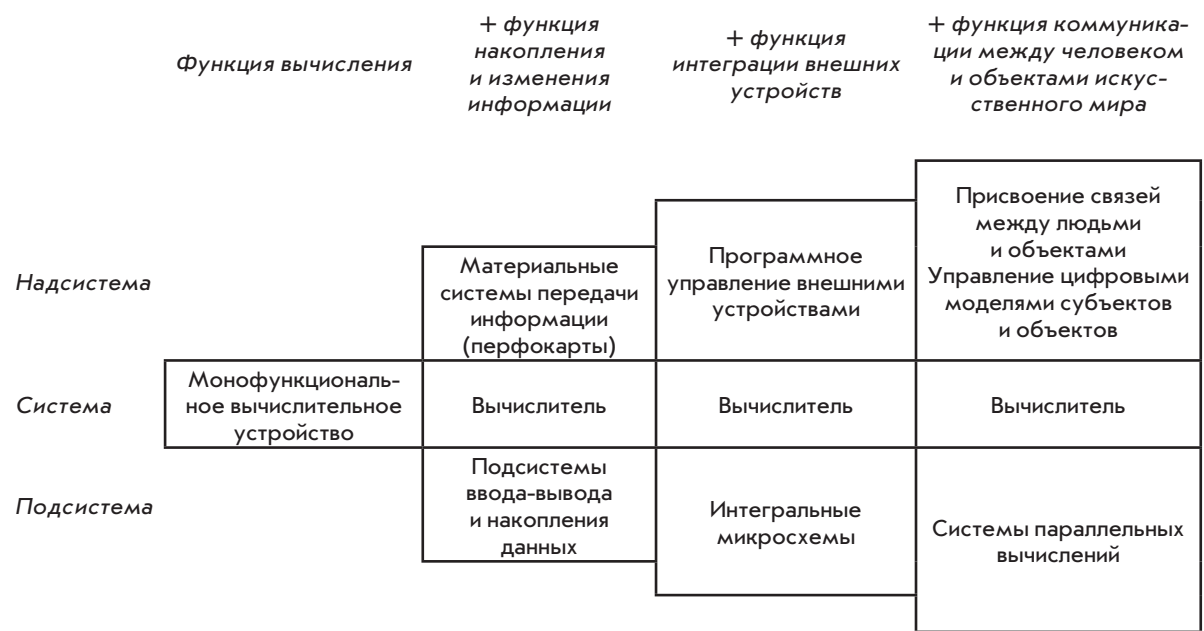 Функция вычисления
+ функция
накопления
и изменения
информации
+ функция
интеграции внешних
устройств
+ функция коммуника-
ции между человеком
и объектами искус-
ственного мира
Надсистема
Материальные
системы передачи
информации
(перфокарты)
Программное
управление внешними
устройствами
Присвоение связей
между людьми
и объектами
Управление цифровыми
моделями субъектов
и объектов
Система
Монофункциональ-
ное вычислительное
устройство
Вычислитель
Вычислитель
Вычислитель
Подсистема
Подсистемы
ввода-вывода
и накопления
данных
Интегральные
микросхемы
Системы параллельных
вычислений